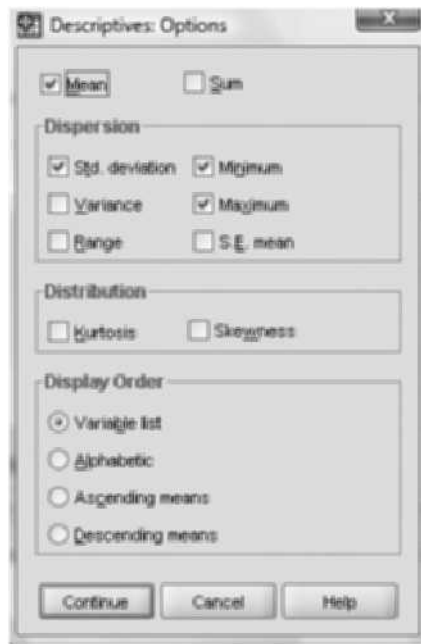 Descriptives: Options
Mean Sum
Dispersion
Std. deviation Minimum
Variance Maximum
Range S.E. mean
Distribution
Kurtosis Skewness
Display Order
Variable list
Alphabetic
Ascending means
Descending means
Continue Cancel Help